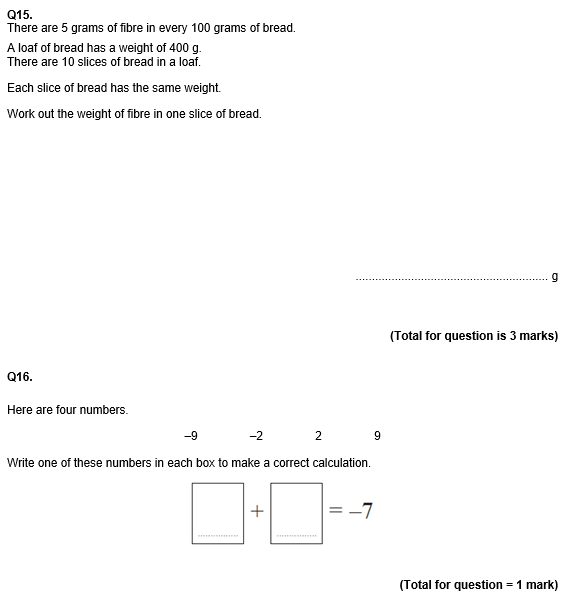 Q15.
There are 5 grams of fibre in every 100 grams of bread.
A loaf of bread has a weight of 400 g.
There are 10 slices of bread in a loaf.
Each slice of bread has the same weight.
Work out the weight of fibre in one slice of bread.
........................................................... g
(Total for question is 3 marks)
Q16.
Here are four numbers.
–9 –2 2 9
Write one of these numbers in each box to make a correct calculation.
+ = –7
(Total for question = 1 mark)